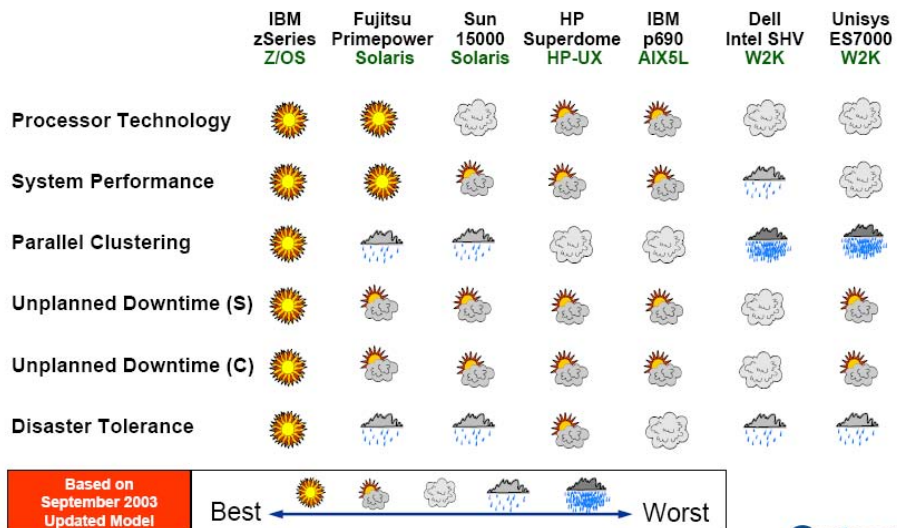 IBM Fujitsu Sun HP IBM Dell Unisys
zSeries Primepower 15000 Superdome p690 Intel SHV ES7000
Z/OS Solaris Solaris HP-UX AIX5L W2K W2K
Processor Technology
System Performance
Parallel Clustering
Unplanned Downtime (S)
Unplanned Downtime (C)
Disaster Tolerance
Based on
September 2003
Updated Model
Best Worst